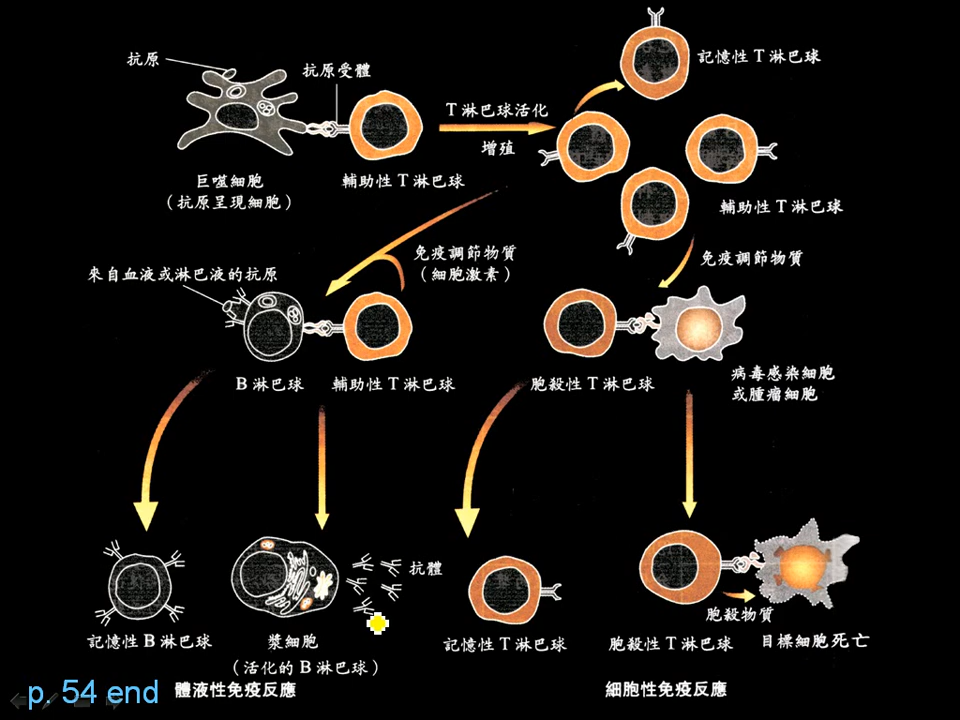 抗原
抗原受體
記憶性 T 淋巴球
T 淋巴球活化
增殖
巨噬細胞
(抗原呈現細胞)
輔助性 T 淋巴球
輔助性 T 淋巴球
免疫調節物質
(細胞激素)
免疫調節物質
來自血液或淋巴液的抗原
B 淋巴球
輔助性 T 淋巴球
胞殺性 T 淋巴球
病毒感染細胞
或腫瘤細胞
抗體
胞殺物質
記憶性 B 淋巴球
漿細胞
(活化的 B 淋巴球)
記憶性 T 淋巴球
胞殺性 T 淋巴球
目標細胞死亡
p. 54 end
體液性免疫反應
細胞性免疫反應